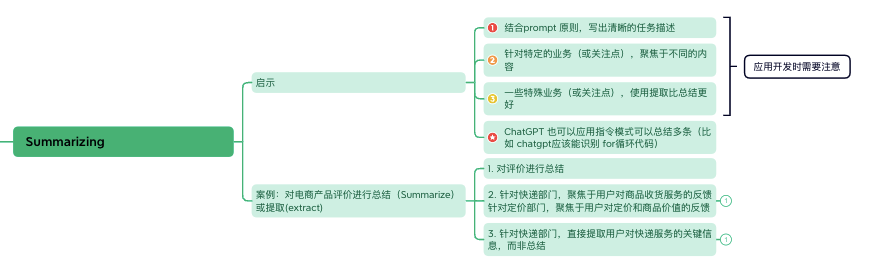 Summarizing
启示
1 结合prompt 原则，写出清晰的任务描述
2 针对特定的业务（或关注点），聚焦于不同的内
容
3 一些特殊业务（或关注点），使用提取比总结更
好
ChatGPT 也可以应用指令模式可以总结多条（比
如 chatgpt应该能识别 for循环代码）
应用开发时需要注意
案例：对电商产品评价进行总结（Summarize）
或提取(extract)
1. 对评价进行总结
2. 针对快递部门，聚焦于用户对商品收货服务的反馈
针对定价部门，聚焦于用户对定价和商品价值的反馈
1
3. 针对快递部门，直接提取用户对快递服务的关键信
息，而非总结
1